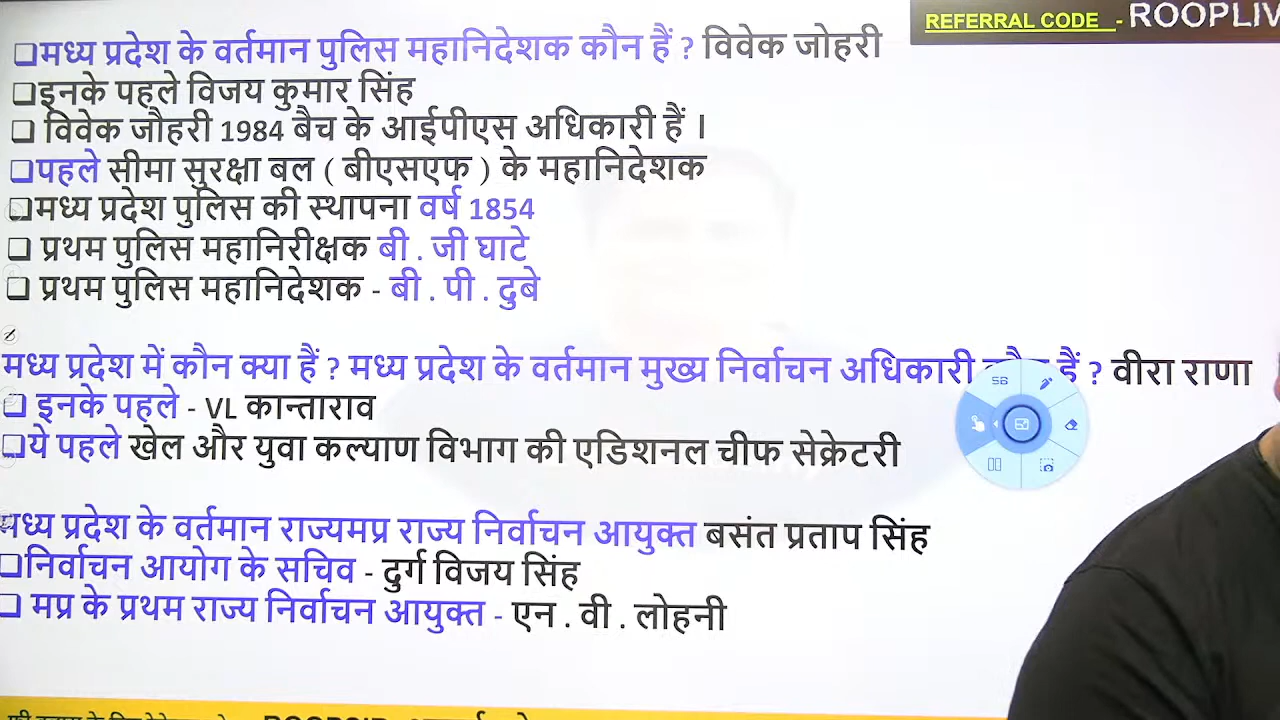 REFERRAL CODE - ROOPLIV
❑मध्य प्रदेश के वर्तमान पुलिस महानिदेशक कौन हैं ? विवेक जोहरी
❑इनके पहले विजय कुमार सिंह
❑ विवेक जौहरी 1984 बैच के आईपीएस अधिकारी हैं ।
❑पहले सीमा सुरक्षा बल ( बीएसएफ ) के महानिदेशक
❑मध्य प्रदेश पुलिस की स्थापना वर्ष 1854
❑ प्रथम पुलिस महानिरीक्षक बी . जी घाटे
❑ प्रथम पुलिस महानिदेशक - बी . पी . दुबे
मध्य प्रदेश में कौन क्या हैं ? मध्य प्रदेश के वर्तमान मुख्य निर्वाचन अधिकारी कौन हैं ? वीरा राणा
❑ इनके पहले - VL कान्ताराव
❑ये पहले खेल और युवा कल्याण विभाग की एडिशनल चीफ सेक्रेटरी
मध्य प्रदेश के वर्तमान राज्यमप्र राज्य निर्वाचन आयुक्त बसंत प्रताप सिंह
❑निर्वाचन आयोग के सचिव - दुर्ग विजय सिंह
❑ मप्र के प्रथम राज्य निर्वाचन आयुक्त - एन . वी . लोहनी